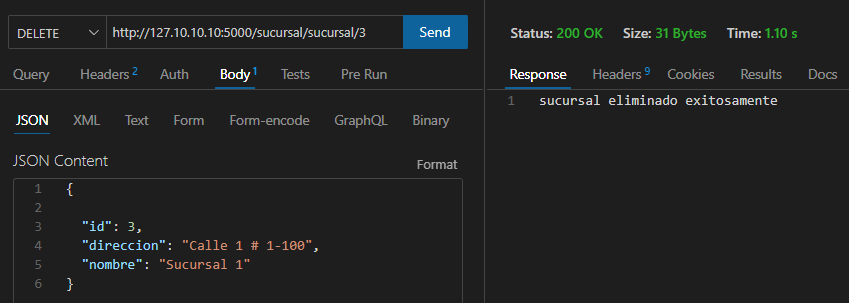 DELETE http://127.10.10.10:5000/sucursal/sucursal/3 Send
Query Headers 2 Auth Body 1 Tests Pre Run
JSON XML Text Form Form-encode GraphQL Binary
JSON Content Format
1 {
2
3 "id": 3,
4 "direccion": "Calle 1 # 1-100",
5 "nombre": "Sucursal 1"
6 }
Status: 200 OK Size: 31 Bytes Time: 1.10 s
Response Headers 9 Cookies Results Docs
1 sucursal eliminado exitosamente